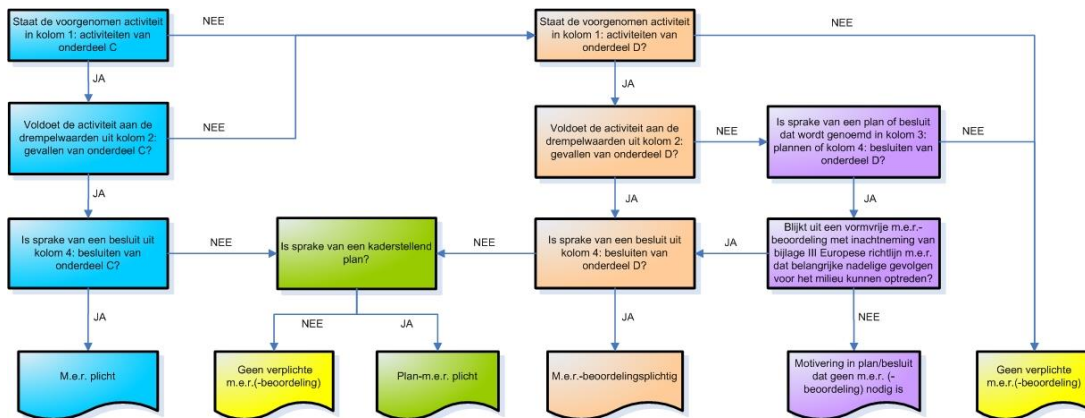 Staat de voorgenomen activiteit
in kolom 1: activiteiten van
onderdeel C
NEE
Staat de voorgenomen activiteit
in kolom 1: activiteiten van
onderdeel D?
NEE
JA
JA
Voldoet de activiteit aan de
drempelwaarden uit kolom 2:
gevallen van onderdeel C?
NEE
Voldoet de activiteit aan de
drempelwaarden uit kolom 2:
gevallen van onderdeel D?
NEE
Is sprake van een plan of besluit
dat wordt genoemd in kolom 3:
plannen of kolom 4: besluiten van
onderdeel D?
NEE
JA
JA
JA
Is sprake van een besluit uit
kolom 4: besluiten van
onderdeel C?
NEE
Is sprake van een kaderstellend
plan?
NEE
Is sprake van een besluit uit
kolom 4: besluiten van
onderdeel D?
JA
Blijkt uit een vormvrije m.e.r.-
beoordeling met inachtneming van
bijlage III Europese richtlijn m.e.r.
dat belangrijke nadelige gevolgen
voor het milieu kunnen optreden?
JA
NEE
JA
JA
NEE
M.e.r. plicht
Geen verplichte
m.e.r.(-beoordeling)
Plan-m.e.r. plicht
M.e.r.-beoordelingsplichtig
Motivering in plan/besluit
dat geen m.e.r. (-
beoordeling) nodig is
Geen verplichte
m.e.r.(-beoordeling)